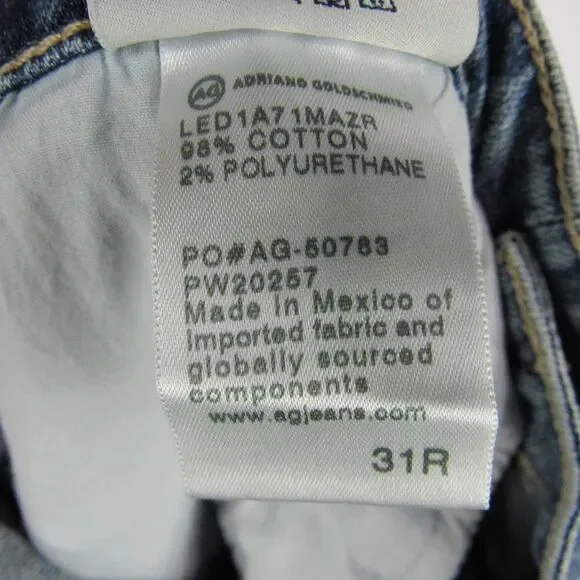 AG ADRIANO GOLDSCHMIED
LED1A71MAZR
98% COTTON
2% POLYURETHANE
PO#AG-50783
PW20257
Made in Mexico of
imported fabric and
globally sourced
components
www.agjeans.com
31R